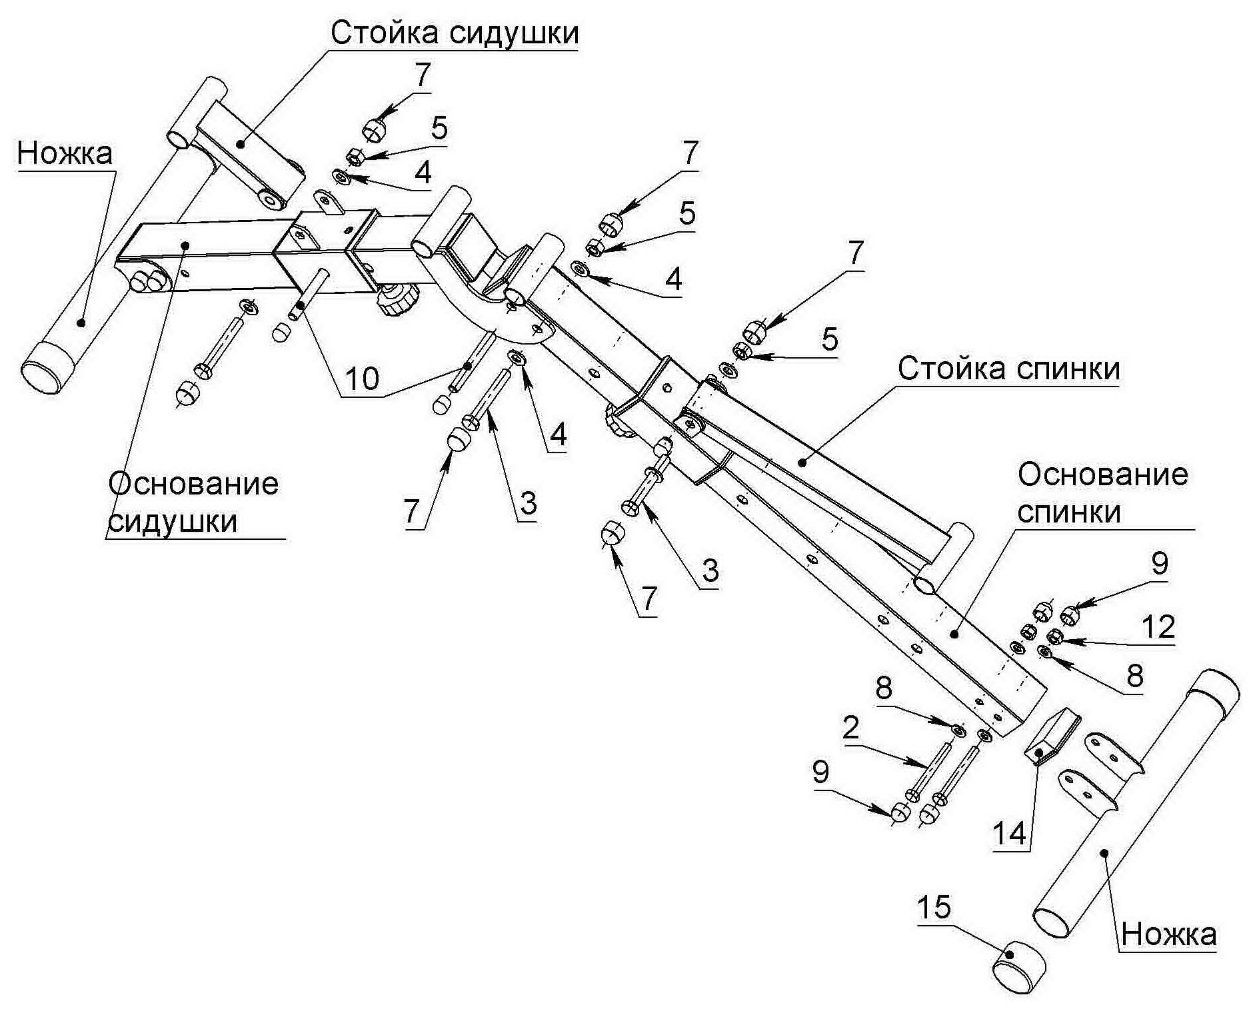 Стойка сидушки
7
5
4
Ножка
7
5
4
7
5
10
Стойка спинки
4
3
7
Основание
сидушки
Основание
спинки
3
7
9
12
8
8
2
9
14
15
Ножка